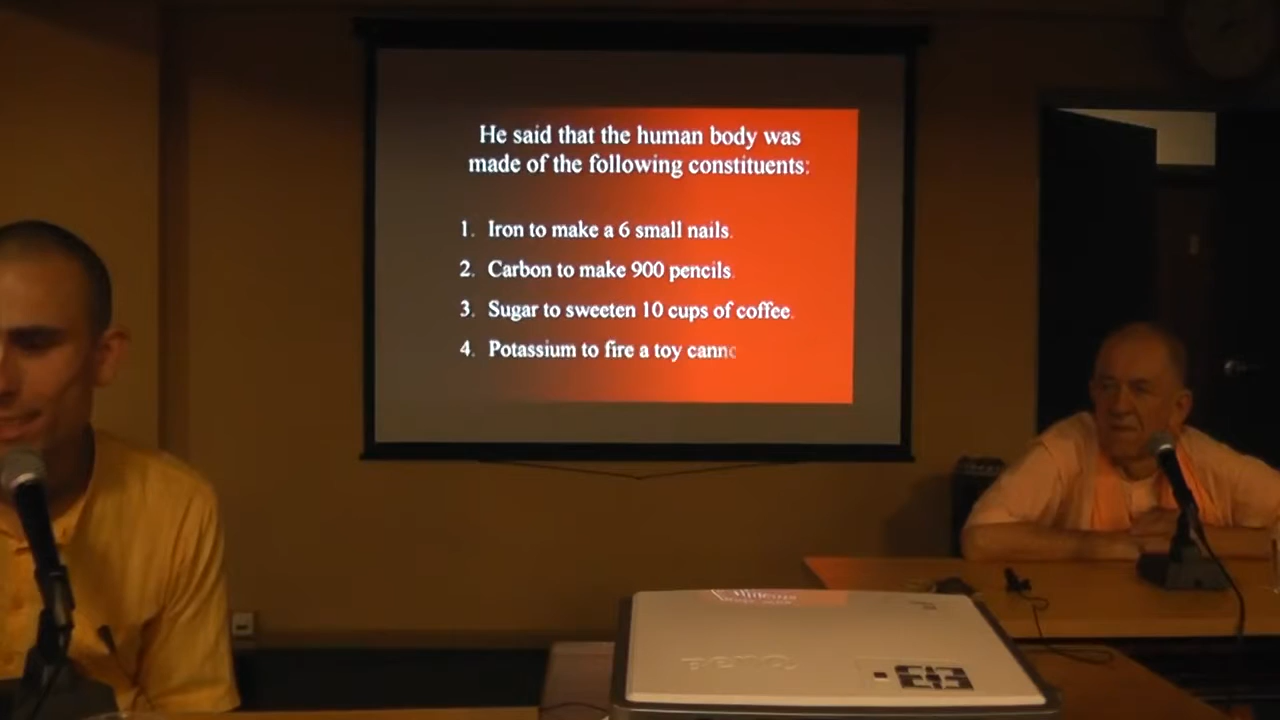 He said that the human body was
made of the following constituents:
1. Iron to make a 6 small nails.
2. Carbon to make 900 pencils.
3. Sugar to sweeten 10 cups of coffee.
4. Potassium to fire a toy canno
BenQ